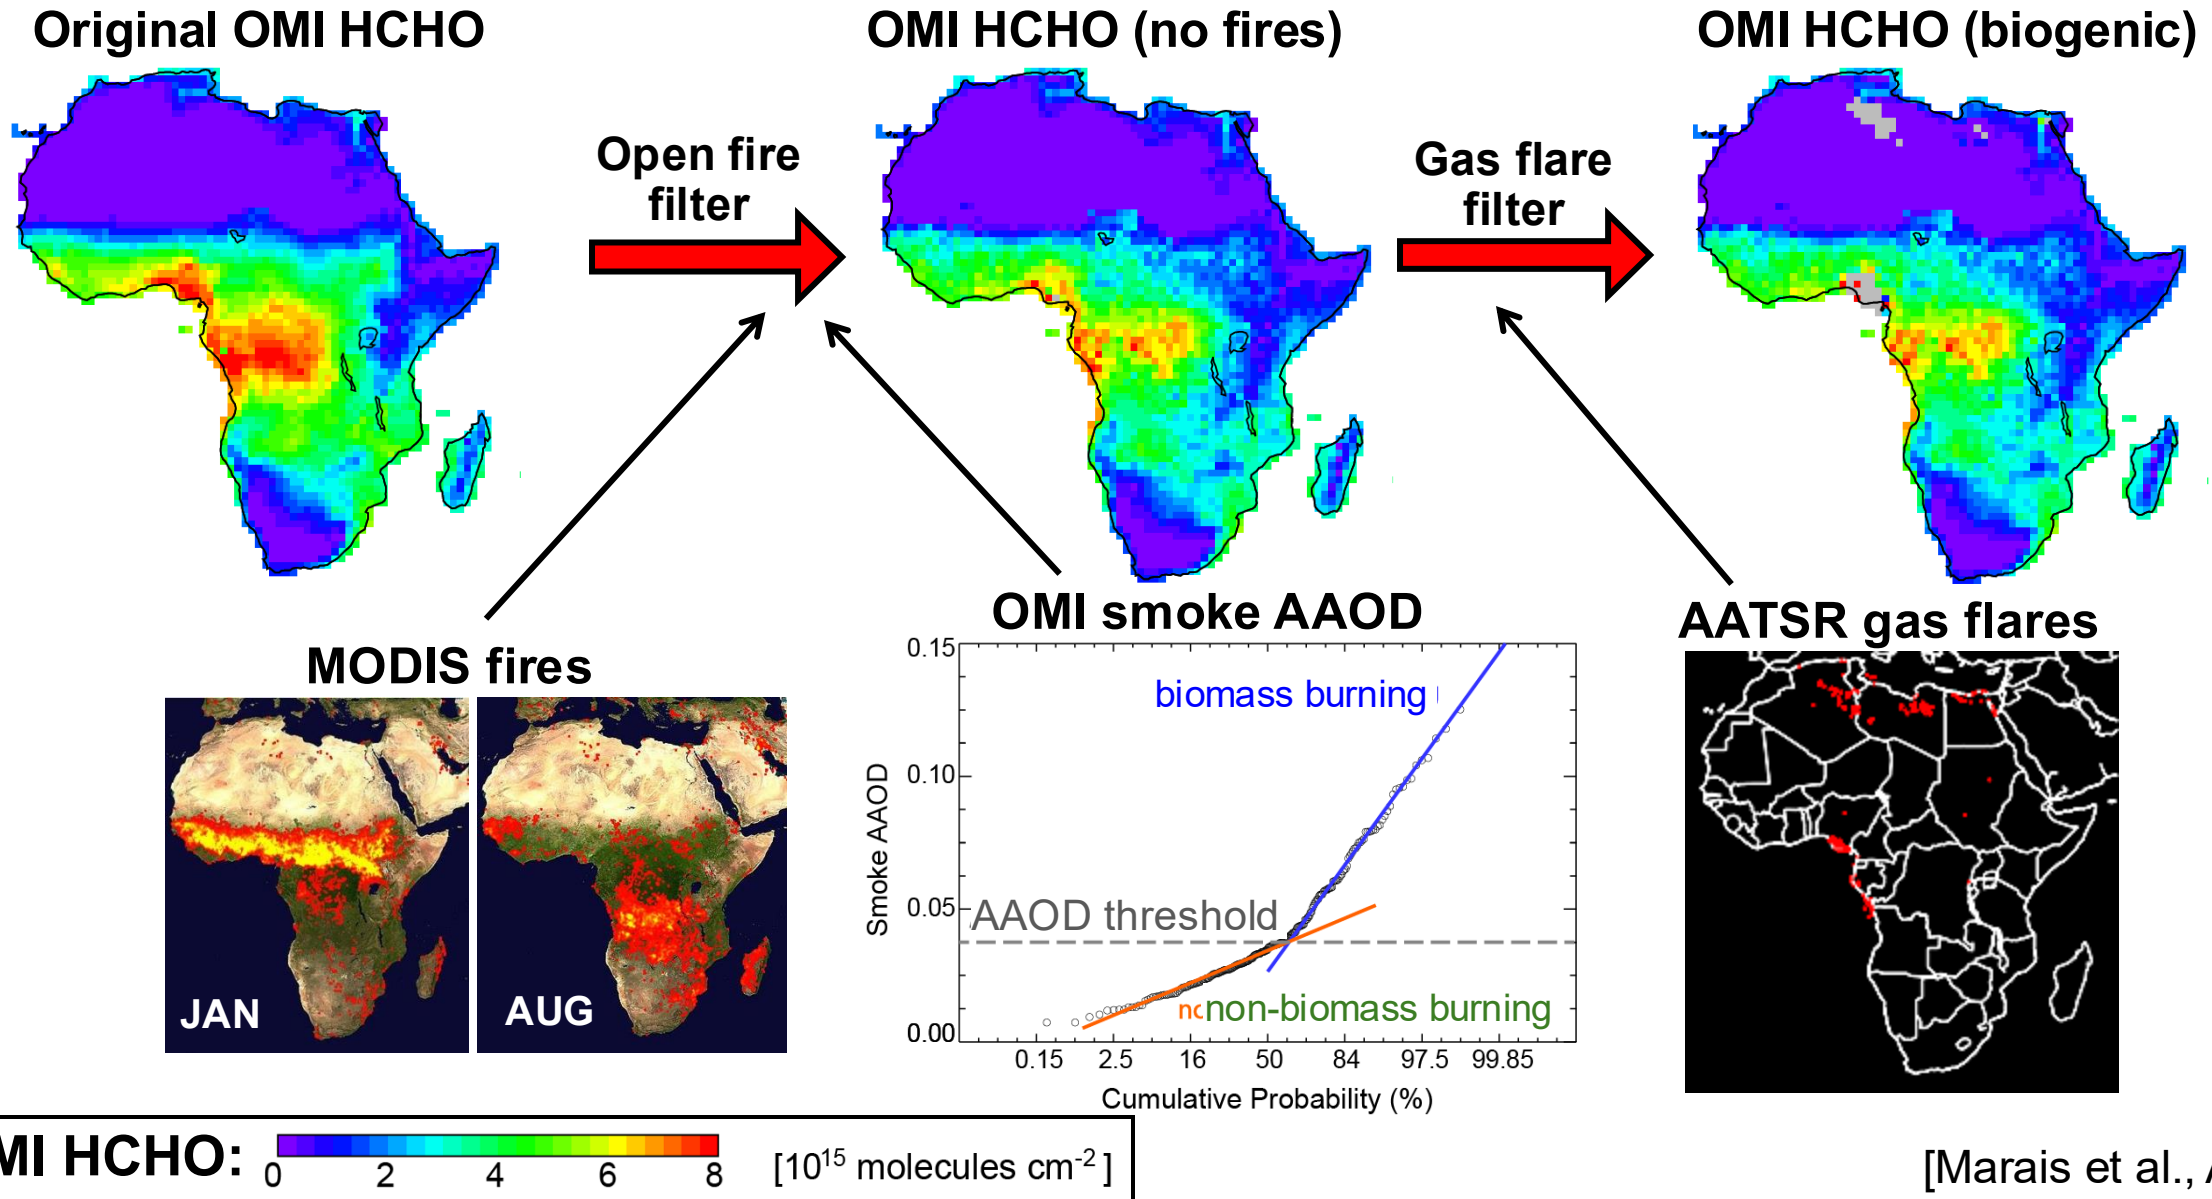 Original OMI HCHO
OMI HCHO (no fires)
OMI HCHO (biogenic)
Open fire
filter
Gas flare
filter
MODIS fires
JAN
AUG
OMI smoke AAOD
0.15
0.10
0.05
0.00
Smoke AAOD
biomass burning
AAOD threshold
non-biomass burning
0.15 2.5 16 50 84 97.5 99.85
Cumulative Probability (%)
AATSR gas flares
MI HCHO:
0 2 4 6 8
[10¹⁵ molecules cm⁻²]
[Marais et al.,